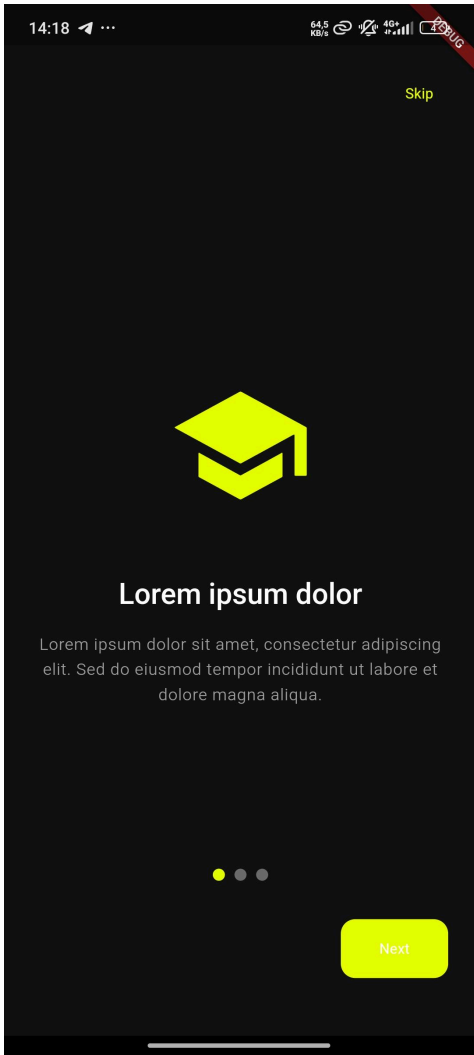 14:18
64,5
KB/s
4G+
4
DEBUG
Skip
Lorem ipsum dolor
Lorem ipsum dolor sit amet, consectetur adipiscing
elit. Sed do eiusmod tempor incididunt ut labore et
dolore magna aliqua.
Next